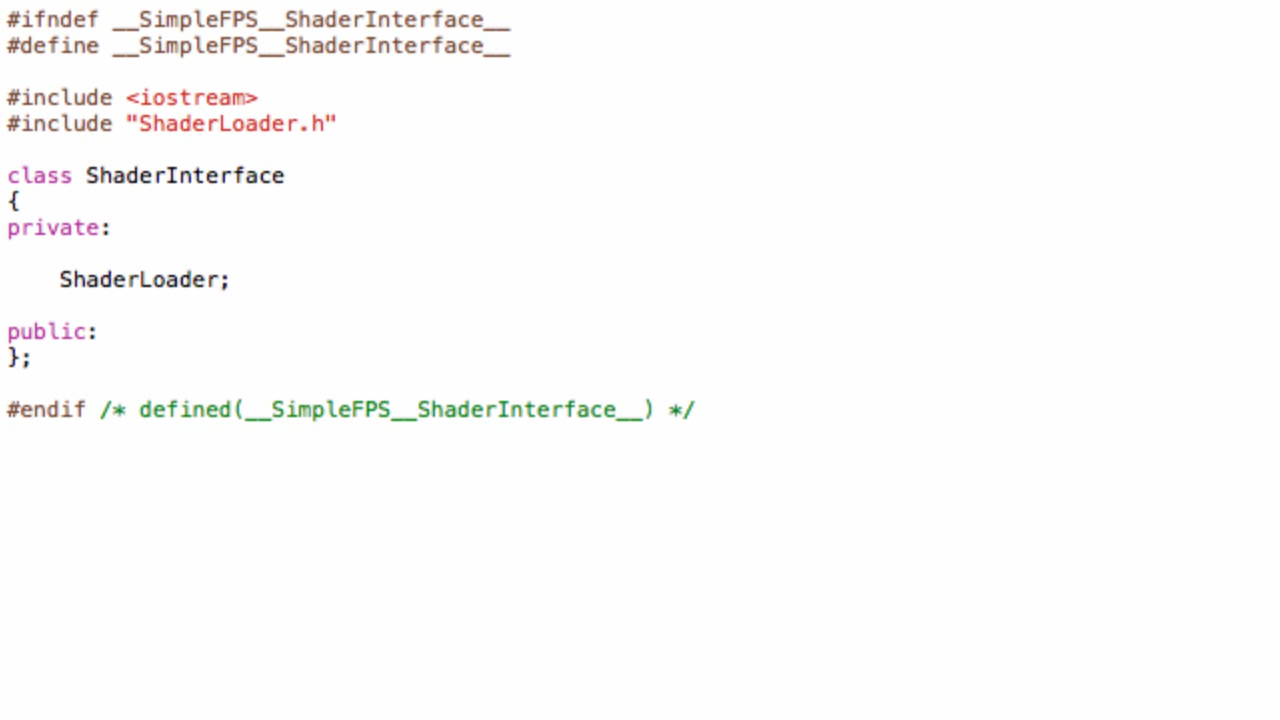 #ifndef __SimpleFPS__ShaderInterface__
#define __SimpleFPS__ShaderInterface__
#include <iostream>
#include "ShaderLoader.h"
class ShaderInterface
{
private:
ShaderLoader;
public:
};
#endif /* defined(__SimpleFPS__ShaderInterface__) */